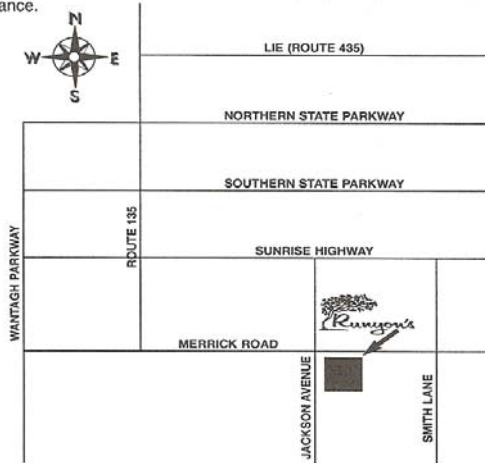 ance.
N
W E
S
LIE (ROUTE 435)
NORTHERN STATE PARKWAY
SOUTHERN STATE PARKWAY
WANTAGH PARKWAY
ROUTE 135
SUNRISE HIGHWAY
Runyon's
MERRICK ROAD
JACKSON AVENUE
SMITH LANE